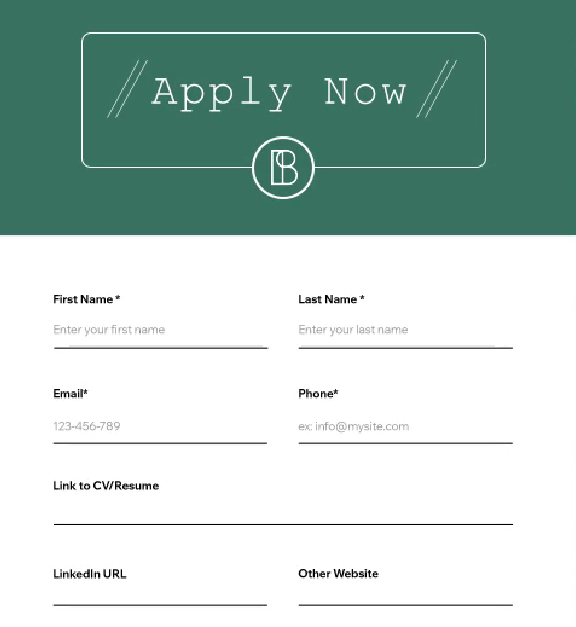 // Apply Now //
B
First Name *
Last Name *
Enter your first name
Enter your last name
Email*
Phone*
123-456-789
ex: info@mysite.com
Link to CV/Resume
LinkedIn URL
Other Website